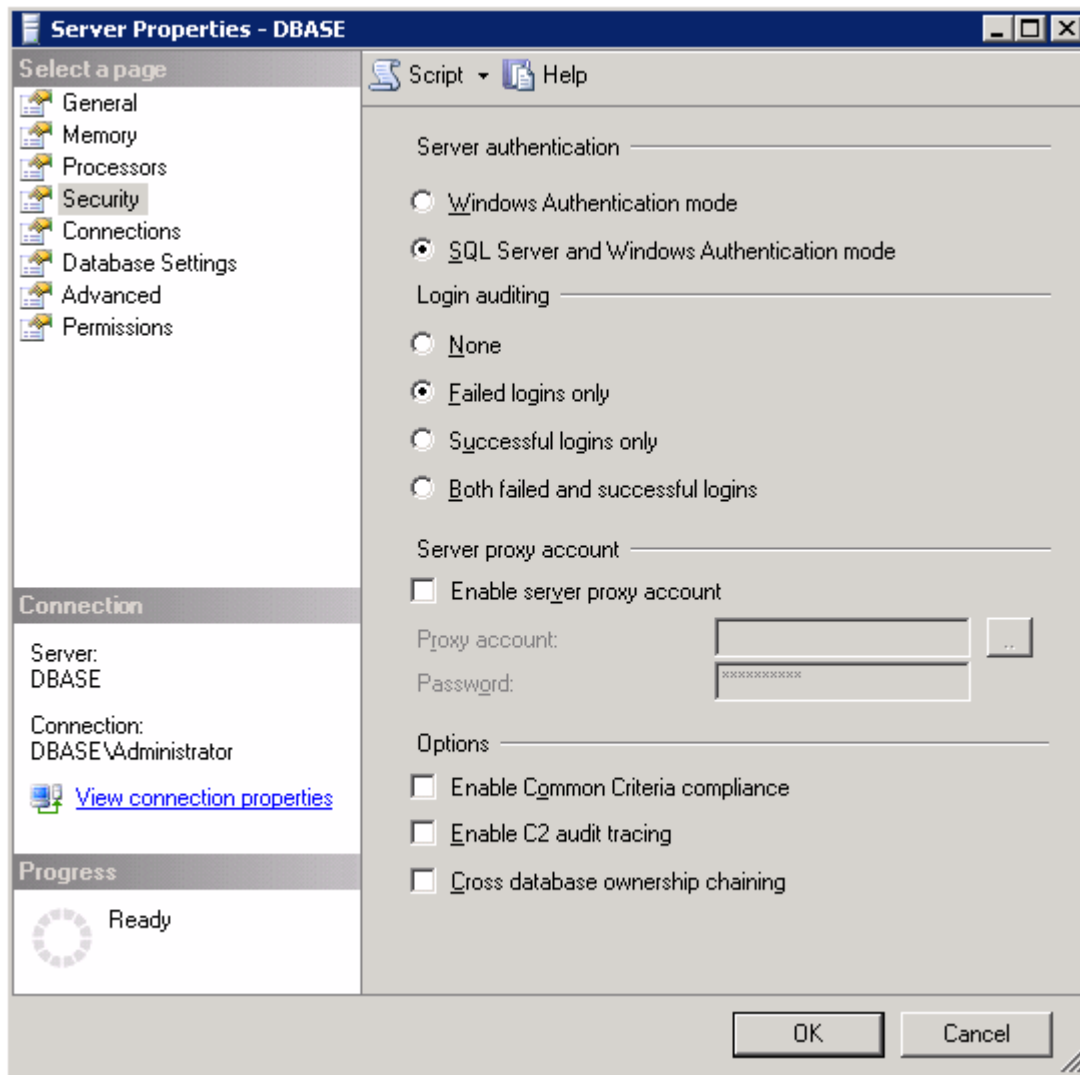 Server Properties - DBASE
Select a page
General
Memory
Processors
Security
Connections
Database Settings
Advanced
Permissions
Connection
Server:
DBASE
Connection:
DBASE\Administrator
View connection properties
Progress
Ready
Script
Help
Server authentication
Windows Authentication mode
SQL Server and Windows Authentication mode
Login auditing
None
Failed logins only
Successful logins only
Both failed and successful logins
Server proxy account
Enable server proxy account
Proxy account:
..
Password:
**********
Options
Enable Common Criteria compliance
Enable C2 audit tracing
Cross database ownership chaining
OK
Cancel